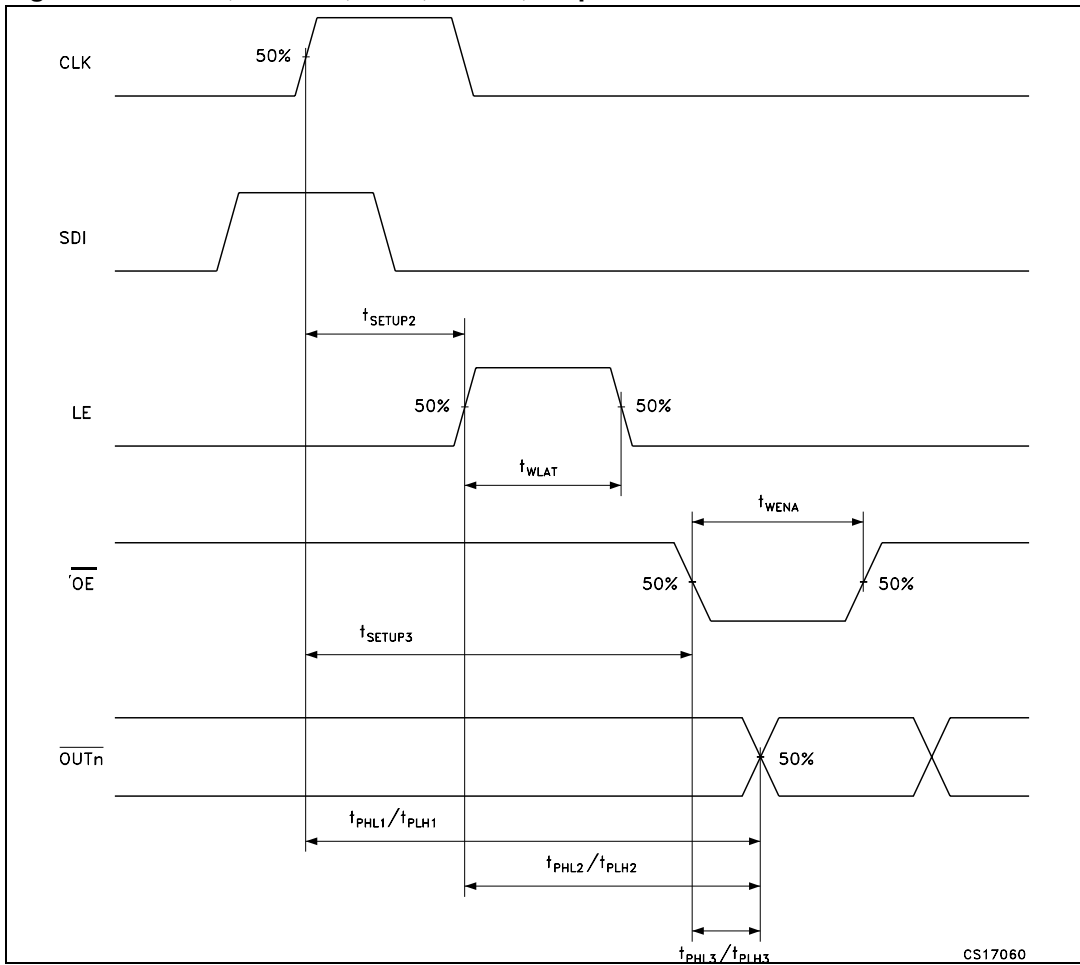 50%
CLK
SDI
tSETUP2
50%
50%
LE
tWLAT
tWENA
50%
50%
OE
tSETUP3
OUTn
50%
tPHL1/tPLH1
tPHL2/tPLH2
tPHL3/tPLH3
CS17060